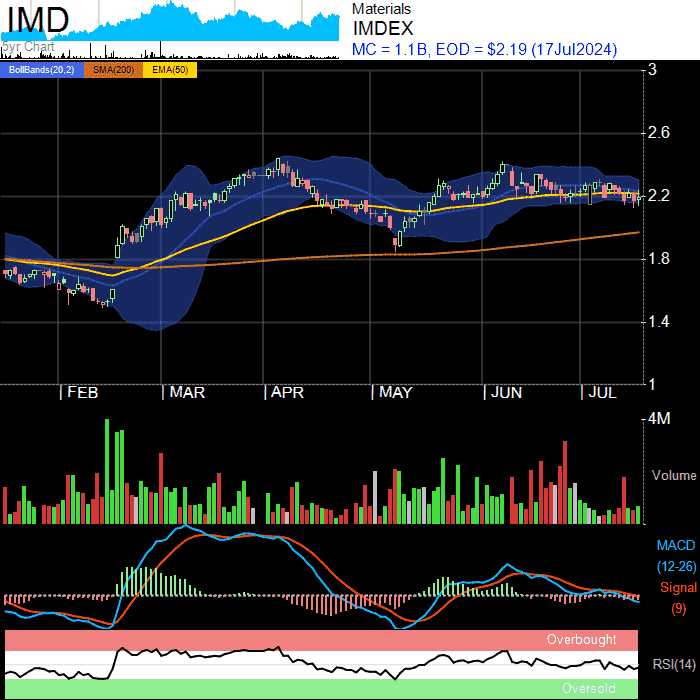 IMD
5yr Chart
Materials
IMDEX
MC = 1.1B, EOD = $2.19 (17Jul2024)
BollBands(20,2) SMA(200) EMA(50)
3
2.6
2.2
1.8
1.4
1
FEB MAR APR MAY JUN JUL
4M
Volume
MACD
(12-26)
Signal
(9)
Overbought
RSI(14)
Oversold